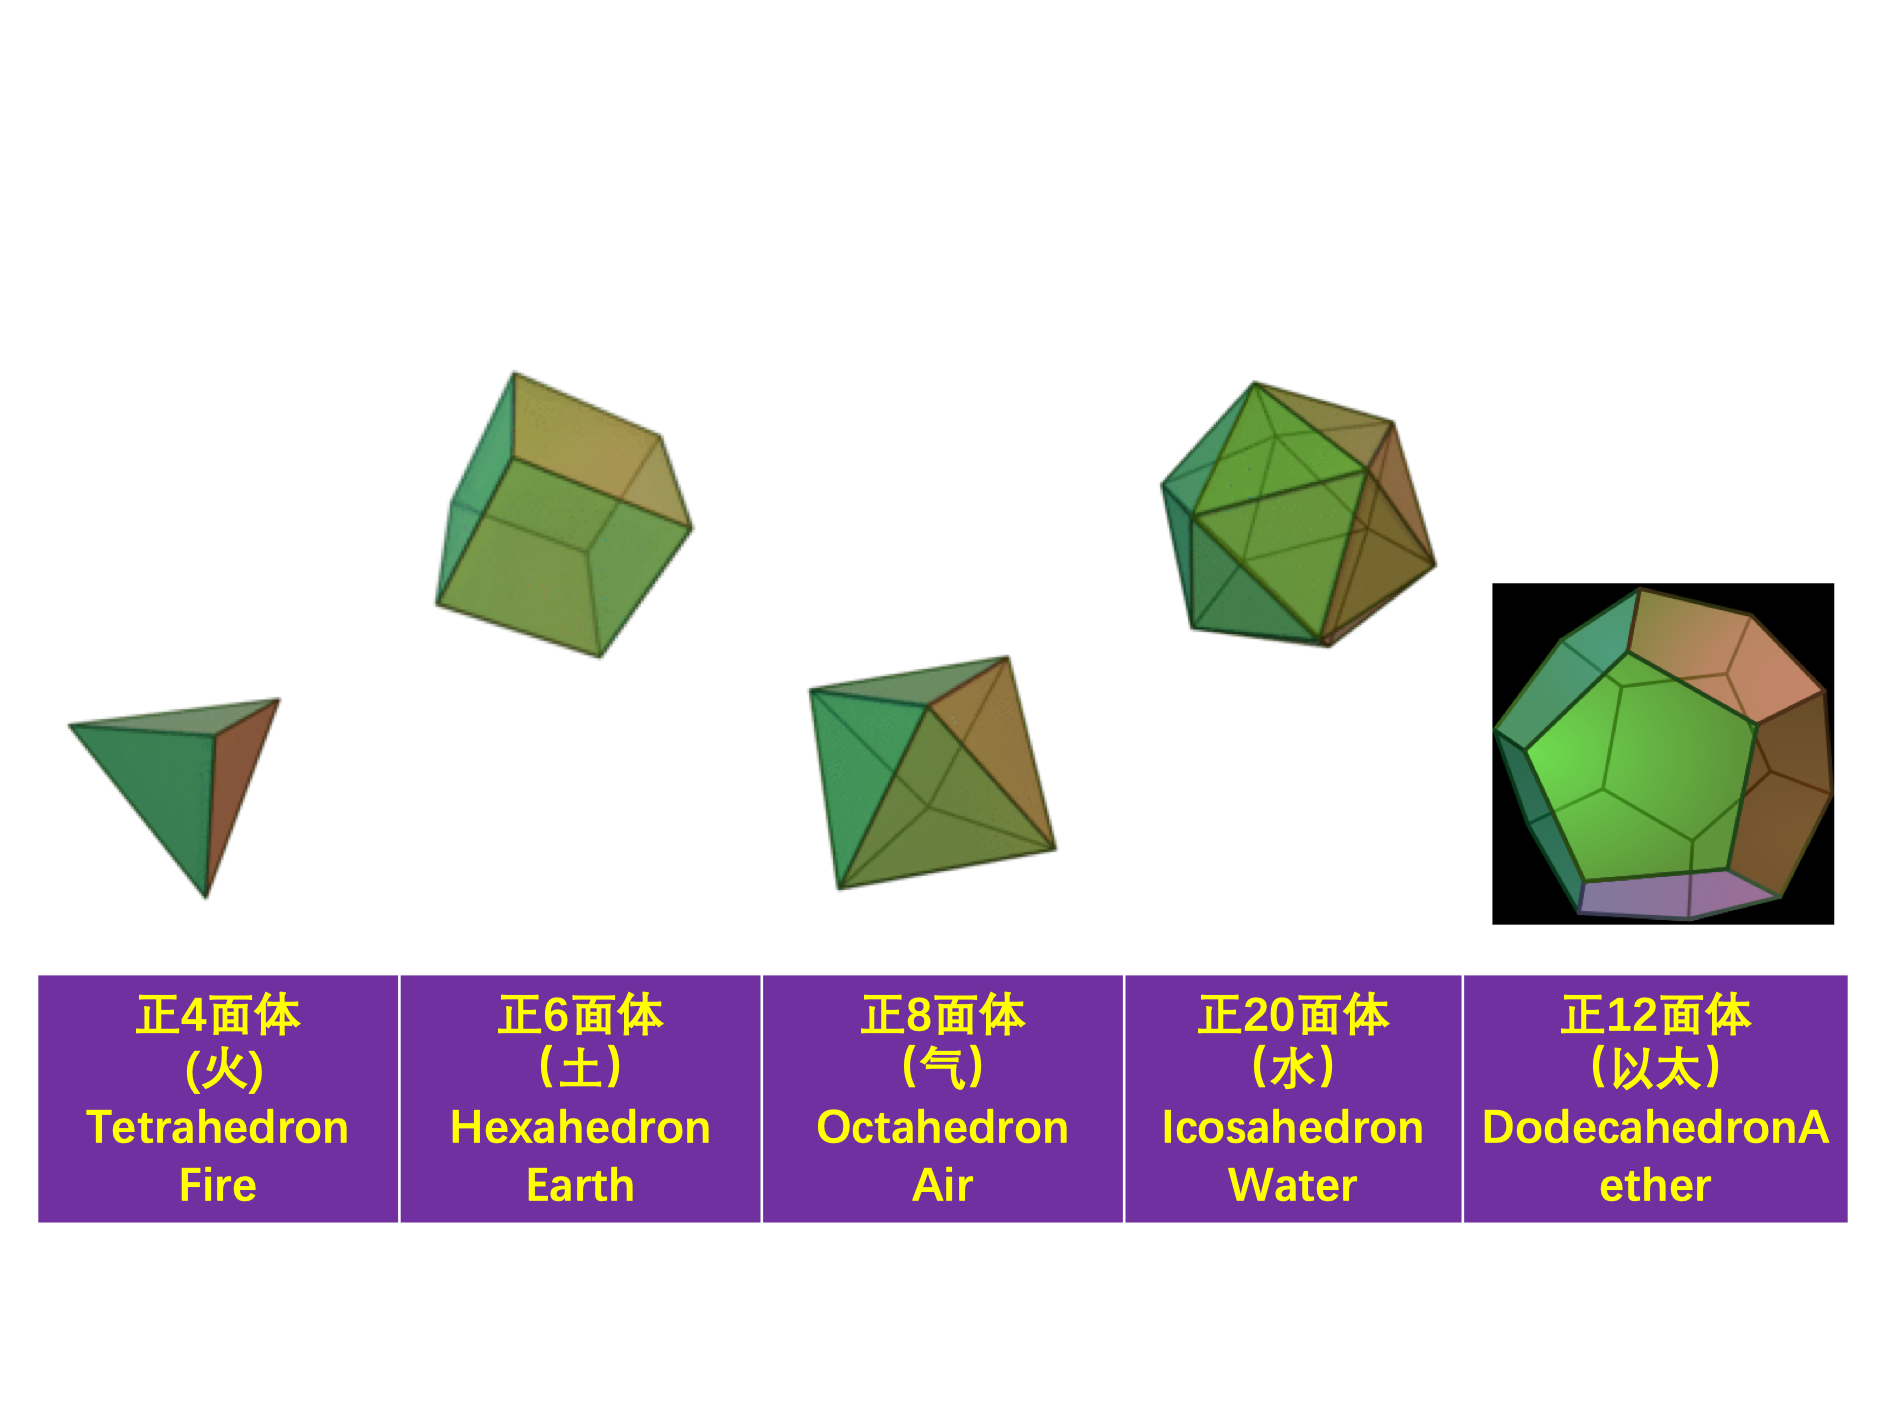 正4面体
(火)
Tetrahedron
Fire
正6面体
（土）
Hexahedron
Earth
正8面体
（气）
Octahedron
Air
正20面体
（水）
Icosahedron
Water
正12面体
（以太）
DodecahedronA
ether